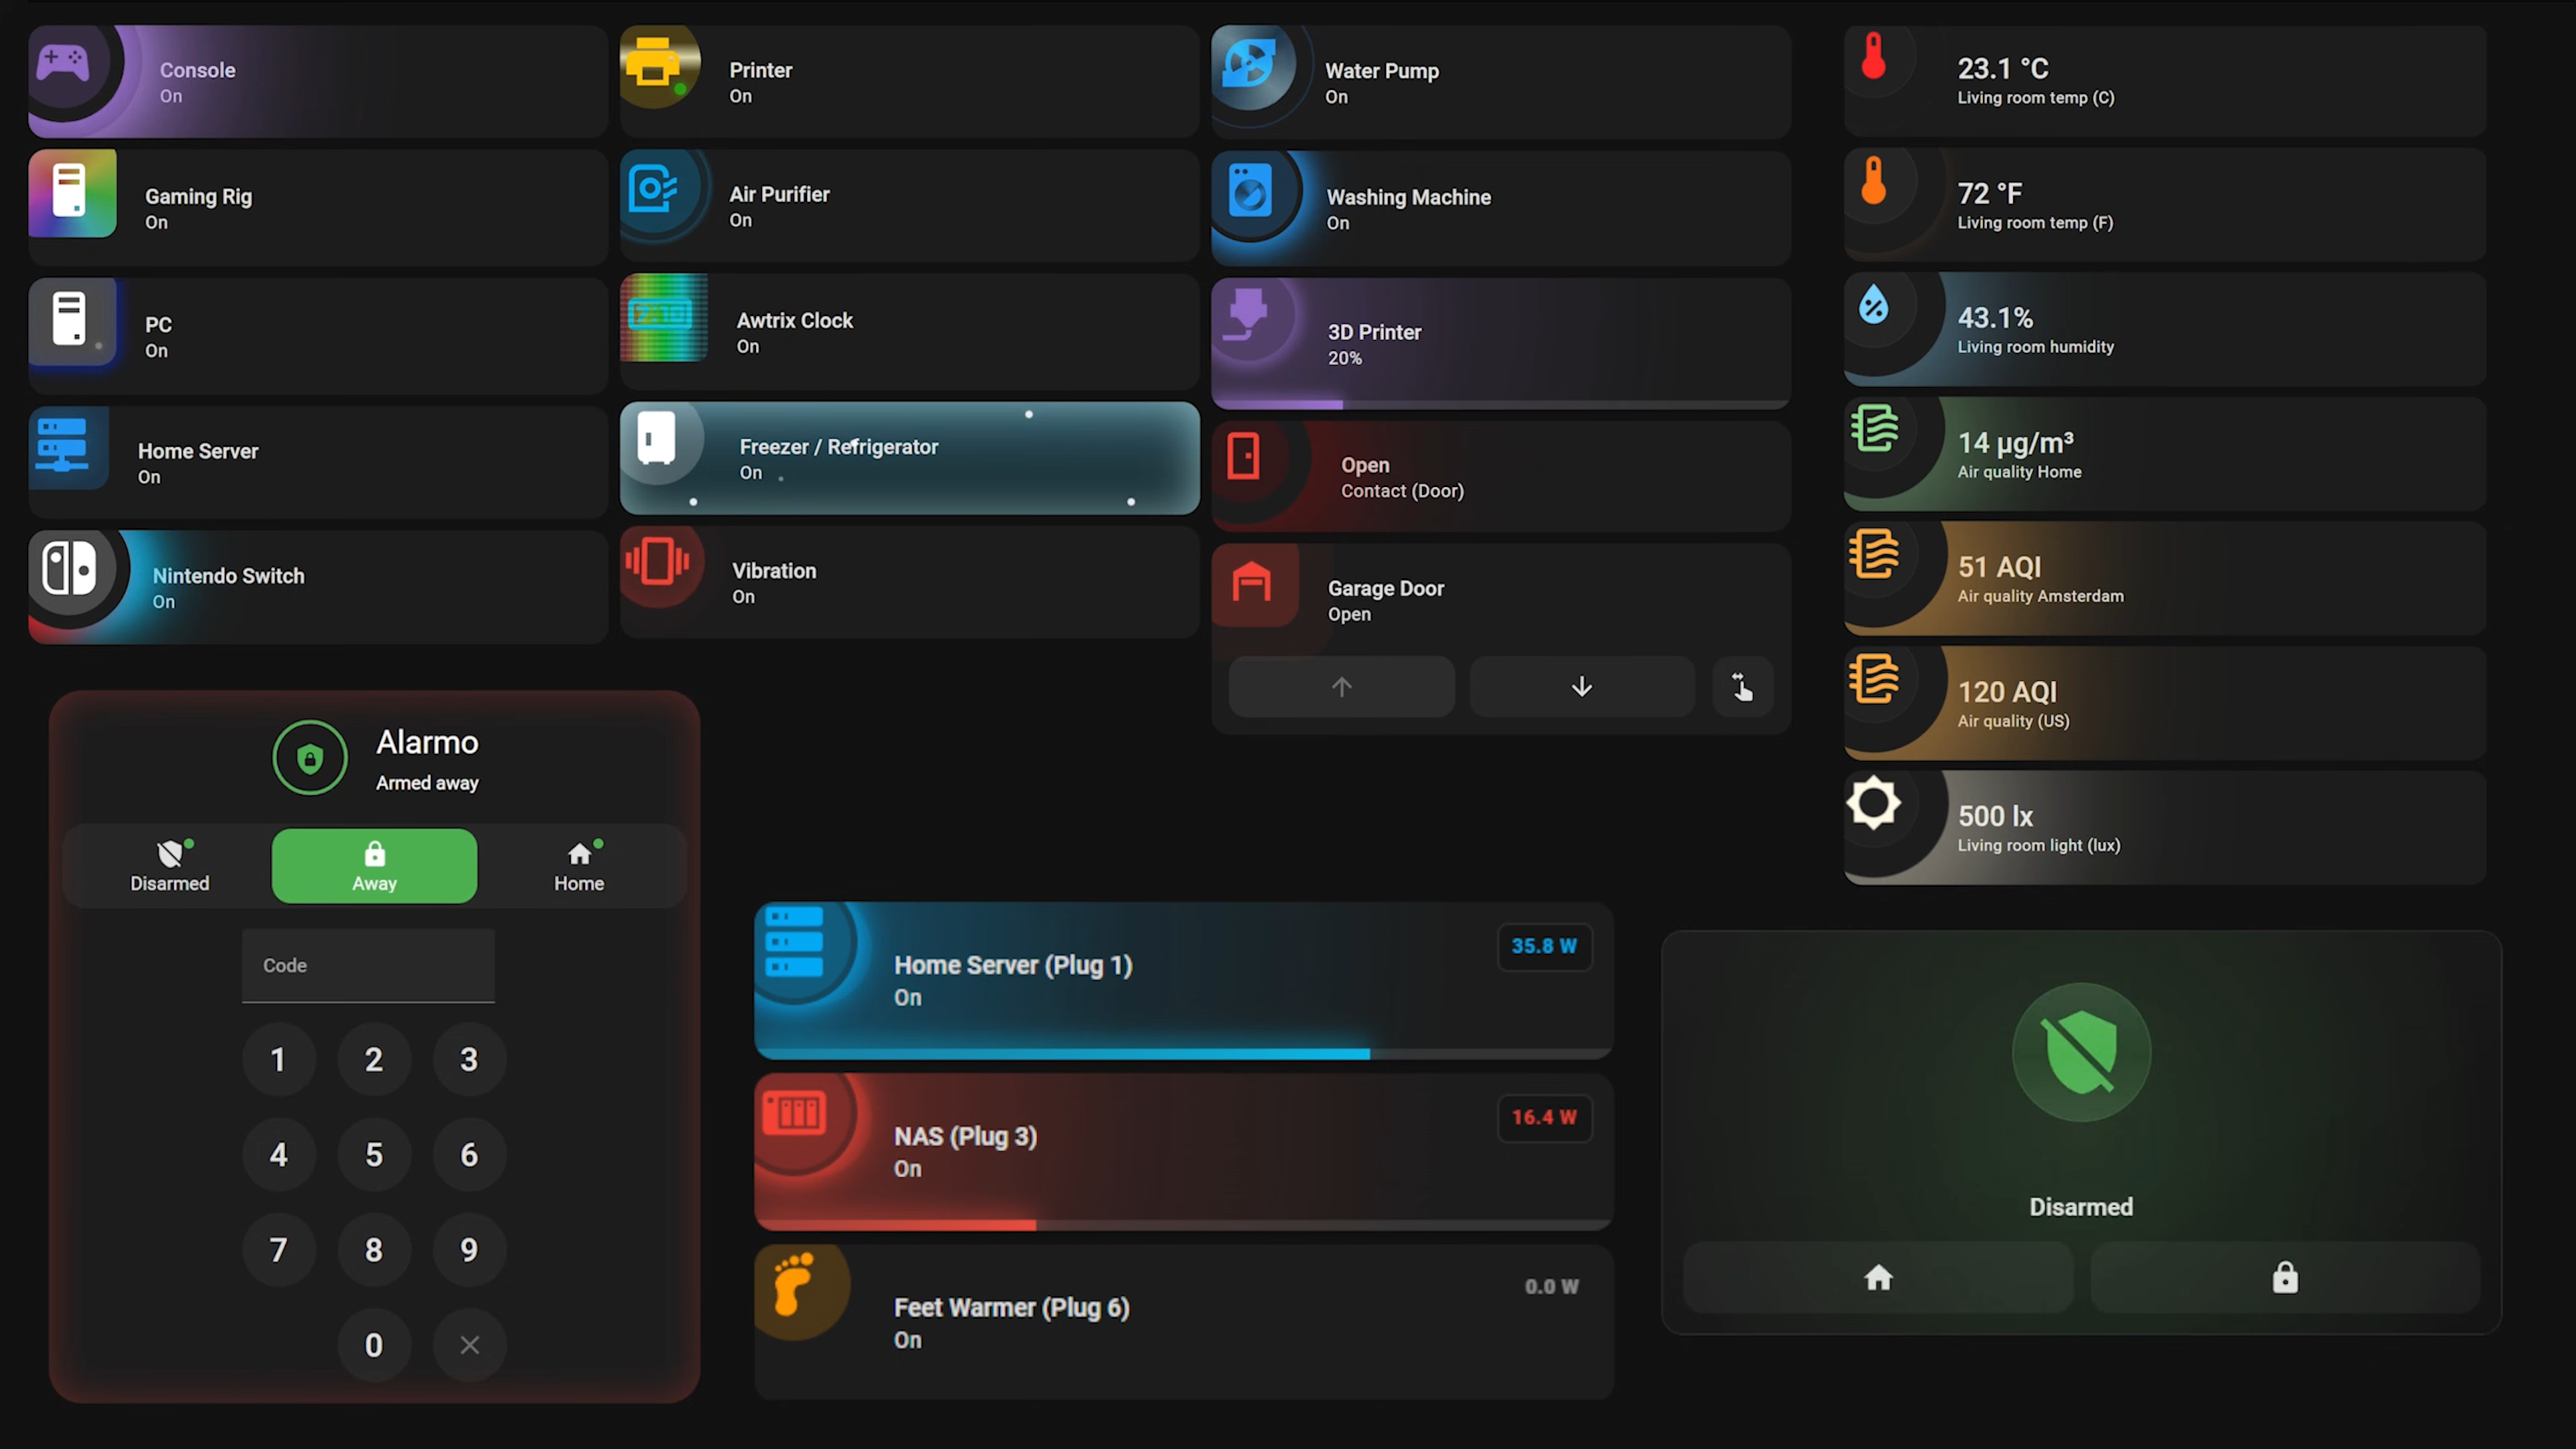 Console
On
Gaming Rig
On
PC
On
Home Server
On
Nintendo Switch
On
Printer
On
Air Purifier
On
Awtrix Clock
On
Freezer / Refrigerator
On
Vibration
On
Water Pump
On
Washing Machine
On
3D Printer
20%
Open
Contact (Door)
Garage Door
Open
23.1 °C
Living room temp (C)
72 °F
Living room temp (F)
43.1%
Living room humidity
14 µg/m³
Air quality Home
51 AQI
Air quality Amsterdam
120 AQI
Air quality (US)
500 lx
Living room light (lux)
Alarmo
Armed away
Disarmed Away Home
Code
1 2 3
4 5 6
7 8 9
0
Home Server (Plug 1)
On
35.8 W
NAS (Plug 3)
On
16.4 W
Feet Warmer (Plug 6)
On
0.0 W
Disarmed